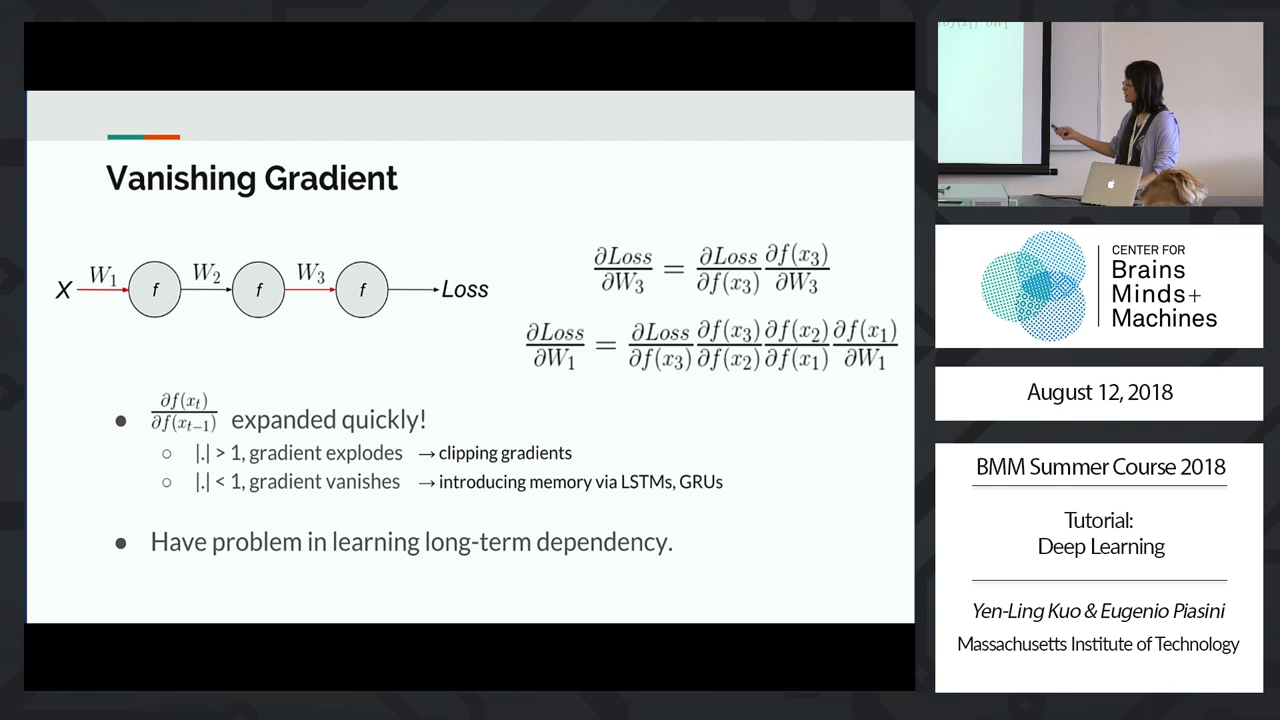 Vanishing Gradient
X W₁ f W₂ f W₃ f Loss
∂Loss/∂W₃ = ∂Loss/∂f(x₃) ∂f(x₃)/∂W₃
∂Loss/∂W₁ = ∂Loss/∂f(x₃) ∂f(x₃)/∂f(x₂) ∂f(x₂)/∂f(x₁) ∂f(x₁)/∂W₁
● ∂f(xₜ)/∂f(xₜ₋₁) expanded quickly!
○ |.| > 1, gradient explodes → clipping gradients
○ |.| < 1, gradient vanishes → introducing memory via LSTMs, GRUs
● Have problem in learning long-term dependency.
CENTER FOR
Brains
Minds+
Machines
August 12, 2018
BMM Summer Course 2018
Tutorial:
Deep Learning
Yen-Ling Kuo & Eugenio Piasini
Massachusetts Institute of Technology